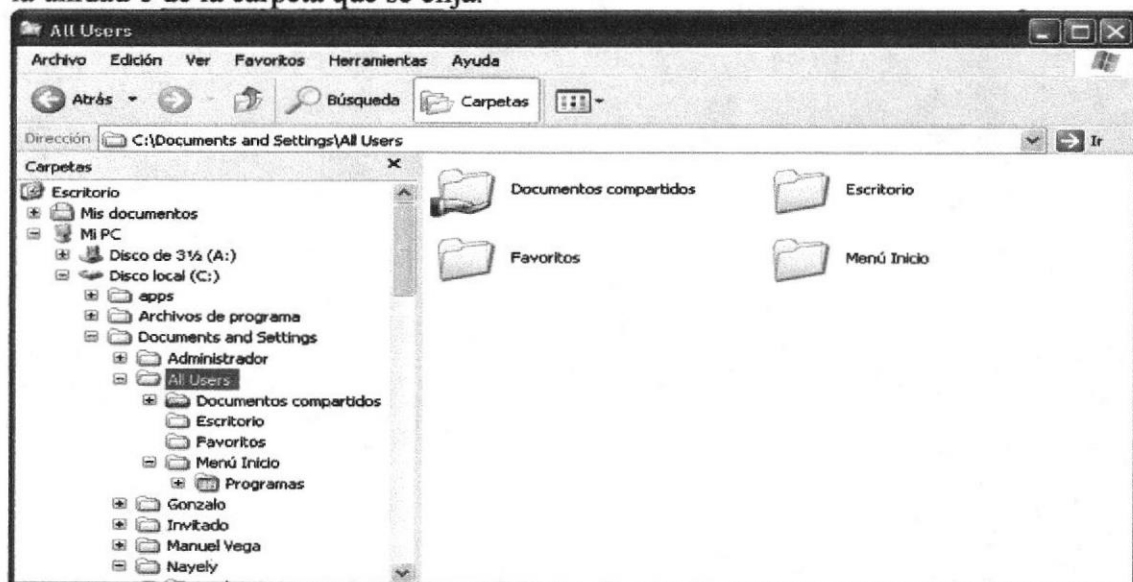 la unidad o de la carpeta que se elija.
All Users
Archivo Edición Ver Favoritos Herramientas Ayuda
Atrás Búsqueda Carpetas
Dirección C:\Documents and Settings\All Users Ir
Carpetas
Escritorio
Mis documentos
Mi PC
Disco de 3½ (A:)
Disco local (C:)
apps
Archivos de programa
Documents and Settings
Administrador
All Users
Documentos compartidos
Escritorio
Favoritos
Menú Inicio
Programas
Gonzalo
Invitado
Manuel Vega
Nayely
Documentos compartidos
Escritorio
Favoritos
Menú Inicio